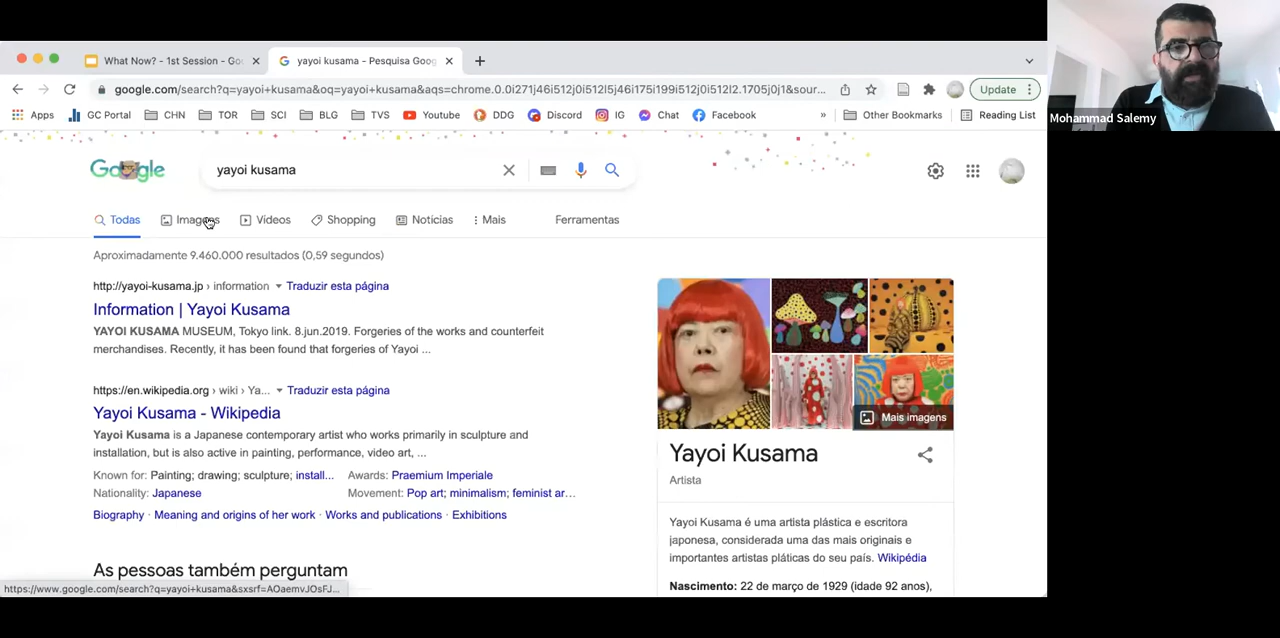 What Now? - 1st Session - Goo
yayoi kusama - Pesquisa Goog
google.com/search?q=yayoi+kusama&oq=yayoi+kusama&aqs=chrome.0.0i271j46i512j0i512l5j46i175i199i512j0i512l2.1705j0j1&sour...
Update
Apps GC Portal CHN TOR SCI BLG TVS Youtube DDG Discord IG Chat Facebook » Other Bookmarks Reading List
Mohammad Salemy
Google
yayoi kusama
Todas Imagens Vídeos Shopping Notícias Mais Ferramentas
Aproximadamente 9.460.000 resultados (0,59 segundos)
http://yayoi-kusama.jp › information Traduzir esta página
Information | Yayoi Kusama
YAYOI KUSAMA MUSEUM, Tokyo link. 8.jun.2019. Forgeries of the works and counterfeit
merchandises. Recently, it has been found that forgeries of Yayoi ...
https://en.wikipedia.org › wiki › Ya... Traduzir esta página
Yayoi Kusama - Wikipedia
Yayoi Kusama is a Japanese contemporary artist who works primarily in sculpture and
installation, but is also active in painting, performance, video art, ...
Known for: Painting; drawing; sculpture; install... Awards: Praemium Imperiale
Nationality: Japanese Movement: Pop art; minimalism; feminist ar...
Biography · Meaning and origins of her work · Works and publications · Exhibitions
As pessoas também perguntam
https://www.google.com/search?q=yayoi+kusama&sxsrf=AOaemvJOsFJ...
Mais imagens
Yayoi Kusama
Artista
Yayoi Kusama é uma artista plástica e escritora
japonesa, considerada uma das mais originais e
importantes artistas pláticas do seu país. Wikipédia
Nascimento: 22 de março de 1929 (idade 92 anos),